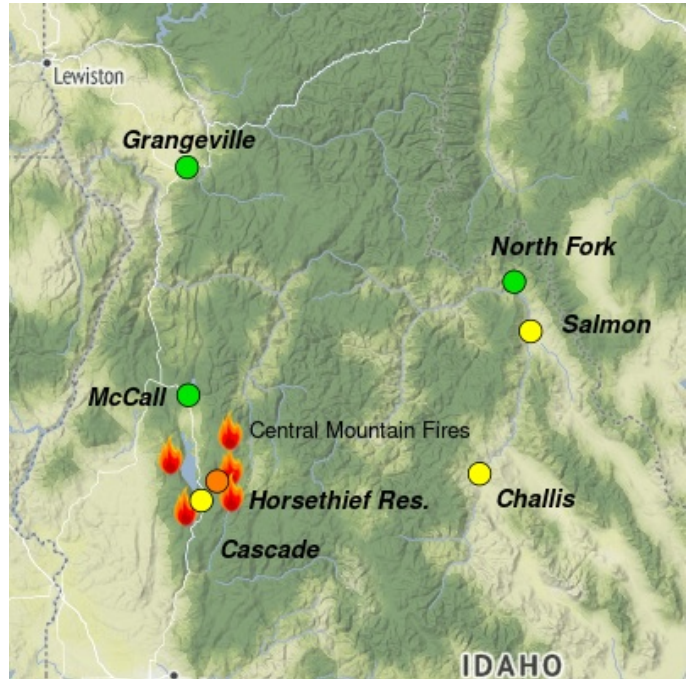 Lewiston
Grangeville
North Fork
Salmon
McCall
Central Mountain Fires
Horsethief Res.
Challis
Cascade
IDAHO